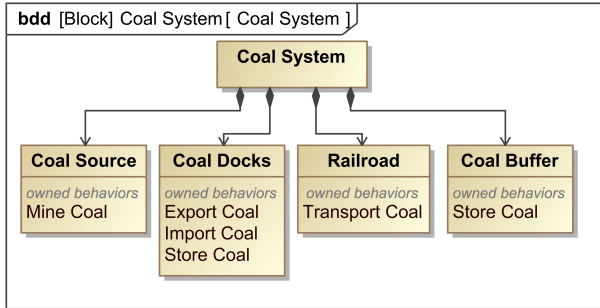 bdd [Block] Coal System [ Coal System ]
Coal System
Coal Source
owned behaviors
Mine Coal
Coal Docks
owned behaviors
Export Coal
Import Coal
Store Coal
Railroad
owned behaviors
Transport Coal
Coal Buffer
owned behaviors
Store Coal